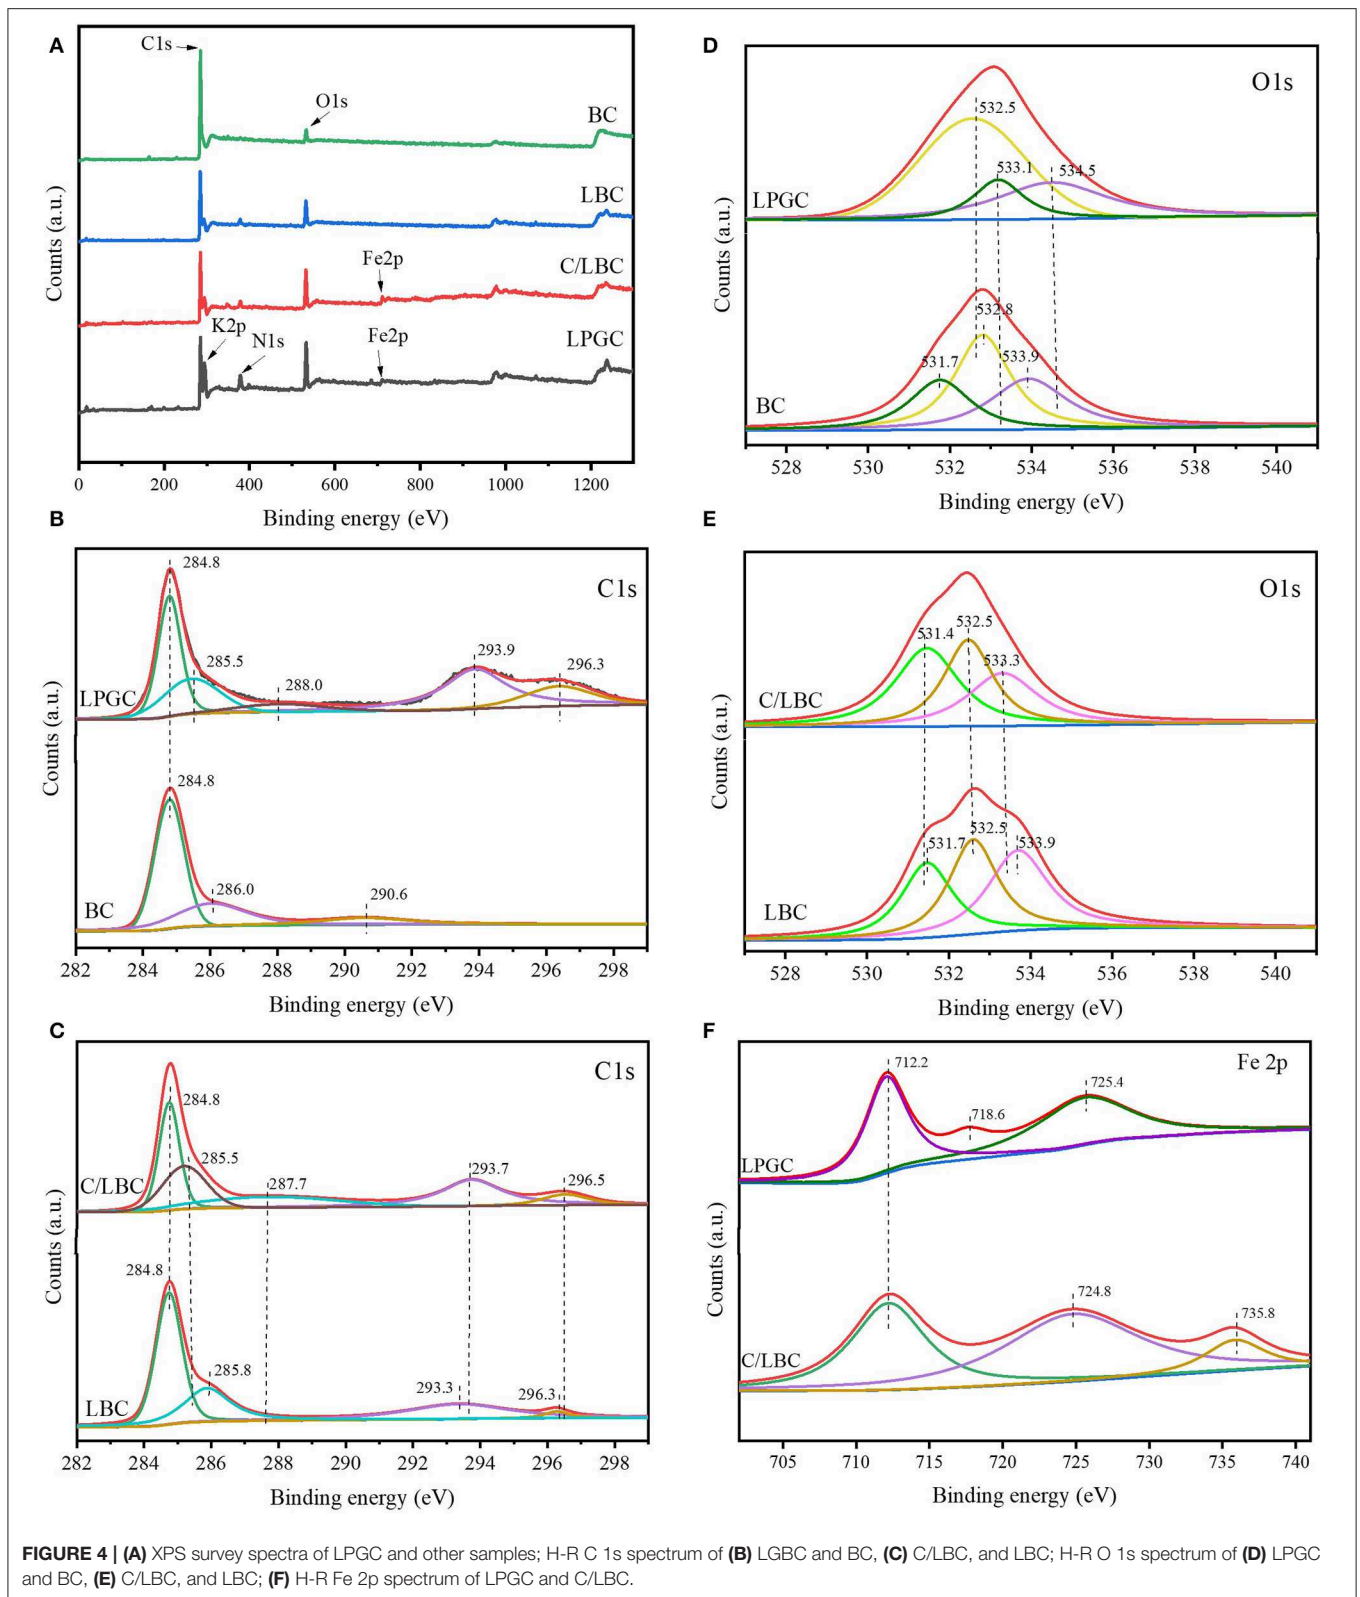 A
C1s
O1s
BC
LBC
Fe2p
C/LBC
K2p
N1s
Fe2p
LPGC
Counts (a.u.)
0 200 400 600 800 1000 1200
Binding energy (eV)
B
284.8
C1s
285.5
288.0
293.9
296.3
LPGC
284.8
286.0
290.6
BC
Counts (a.u.)
282 284 286 288 290 292 294 296 298
Binding energy (eV)
C
C1s
284.8
285.5
287.7
293.7
296.5
C/LBC
284.8
285.8
293.3
296.3
LBC
Counts (a.u.)
282 284 286 288 290 292 294 296 298
Binding energy (eV)
D
O1s
532.5
533.1
534.5
LPGC
532.8
531.7
533.9
BC
Counts (a.u.)
528 530 532 534 536 538 540
Binding energy (eV)
E
O1s
531.4
532.5
533.3
C/LBC
531.7
532.5
533.9
LBC
Counts (a.u.)
528 530 532 534 536 538 540
Binding energy (eV)
F
Fe 2p
712.2
718.6
725.4
LPGC
724.8
735.8
C/LBC
Counts (a.u.)
705 710 715 720 725 730 735 740
Binding energy (eV)
FIGURE 4 | (A) XPS survey spectra of LPGC and other samples; H-R C 1s spectrum of (B) LGBC and BC, (C) C/LBC, and LBC; H-R O 1s spectrum of (D) LPGC
and BC, (E) C/LBC, and LBC; (F) H-R Fe 2p spectrum of LPGC and C/LBC.